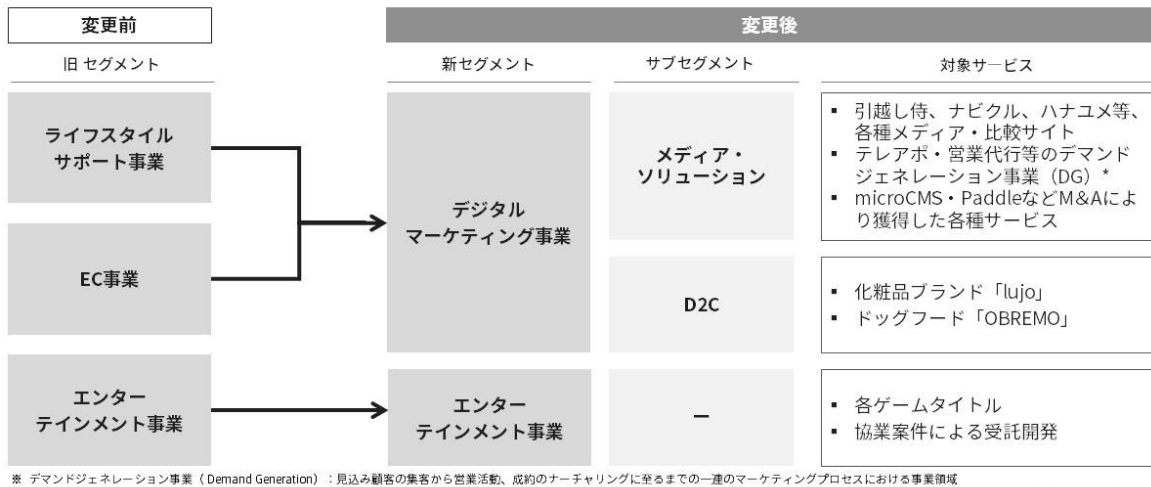 変更前
変更後
旧 セグメント
新セグメント
サブセグメント
対象サービス
ライフスタイル
サポート事業
EC事業
エンター
テインメント事業
デジタル
マーケティング事業
エンター
テインメント事業
メディア・
ソリューション
D2C
ー
▪ 引越し侍、ナビクル、ハナユメ等、
各種メディア・比較サイト
▪ テレアポ・営業代行等のデマンド
ジェネレーション事業（DG）*
▪ microCMS・PaddleなどM&Aによ
り獲得した各種サービス
▪ 化粧品ブランド「lujo」
▪ ドッグフード「OBREMO」
▪ 各ゲームタイトル
▪ 協業案件による受託開発
※ デマンドジェネレーション事業（ Demand Generation）：見込み顧客の集客から営業活動、成約のナーチャリングに至るまでの一連のマーケティングプロセスにおける事業領域